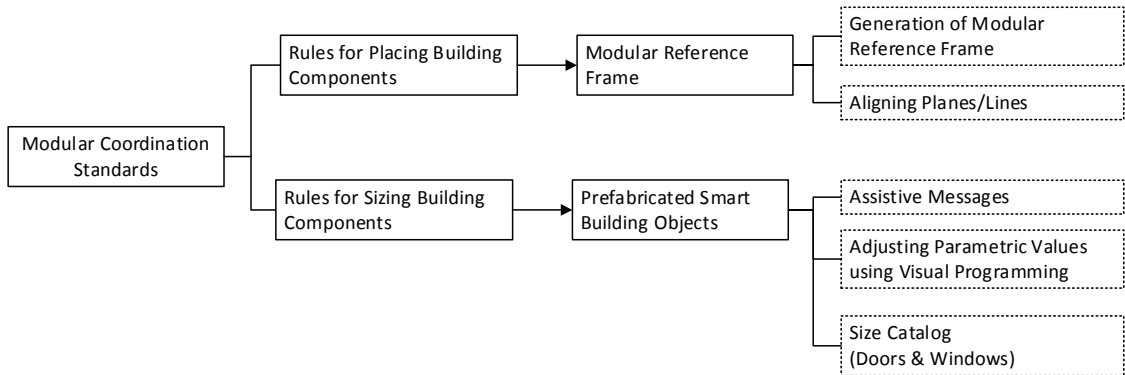 Modular Coordination
Standards
Rules for Placing Building
Components
Modular Reference
Frame
Generation of Modular
Reference Frame
Aligning Planes/Lines
Rules for Sizing Building
Components
Prefabricated Smart
Building Objects
Assistive Messages
Adjusting Parametric Values
using Visual Programming
Size Catalog
(Doors & Windows)